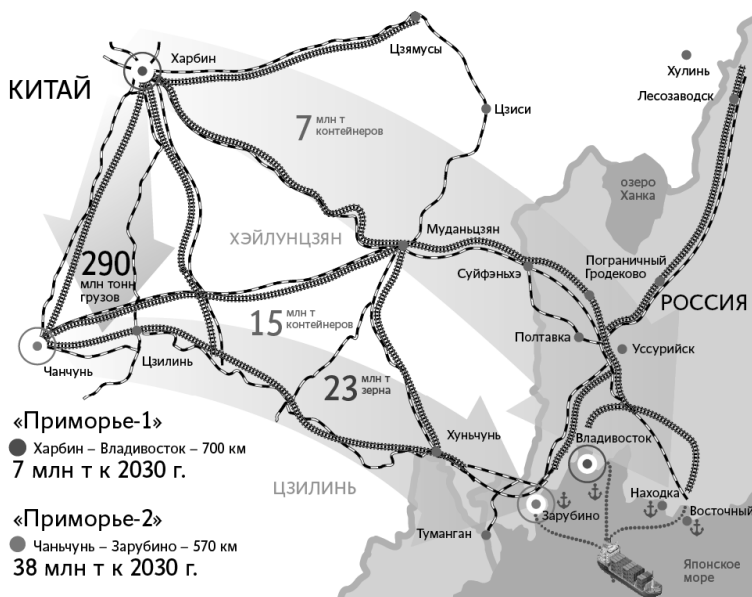 Харбин
Цзямусы
КИТАЙ
Хулинь
Лесозаводск
Цзиси
7 млн т
контейнеров
озеро
Ханка
ХЭЙЛУНЦЗЯН
Муданьцзян
290
млн тонн
грузов
Суйфэньхэ
Пограничный
Гродеково
РОССИЯ
15 млн т
контейнеров
Полтавка
Уссурийск
Чанчунь
Цзилинь
23 млн т
зерна
«Приморье-1»
Харбин – Владивосток – 700 км
7 млн т к 2030 г.
Хуньчунь
Владивосток
ЦЗИЛИНЬ
Находка
Восточный
Зарубино
«Приморье-2»
Чаньчунь – Зарубино – 570 км
38 млн т к 2030 г.
Туманган
Японское
море